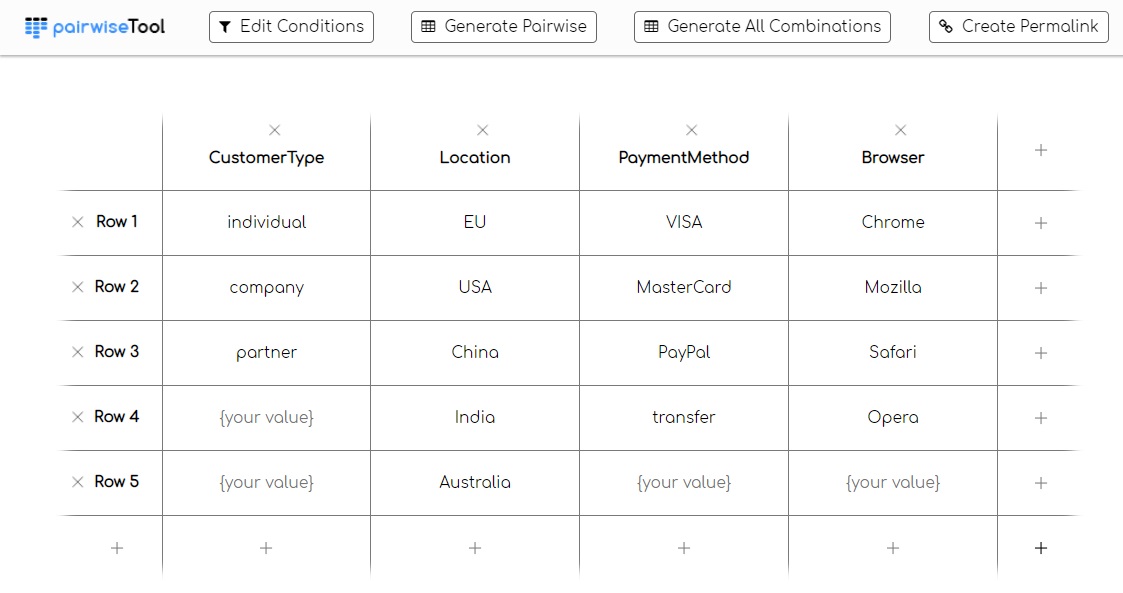 pairwiseTool Edit Conditions Generate Pairwise Generate All Combinations Create Permalink
CustomerType Location PaymentMethod Browser
Row 1 individual EU VISA Chrome
Row 2 company USA MasterCard Mozilla
Row 3 partner China PayPal Safari
Row 4 {your value} India transfer Opera
Row 5 {your value} Australia {your value} {your value}